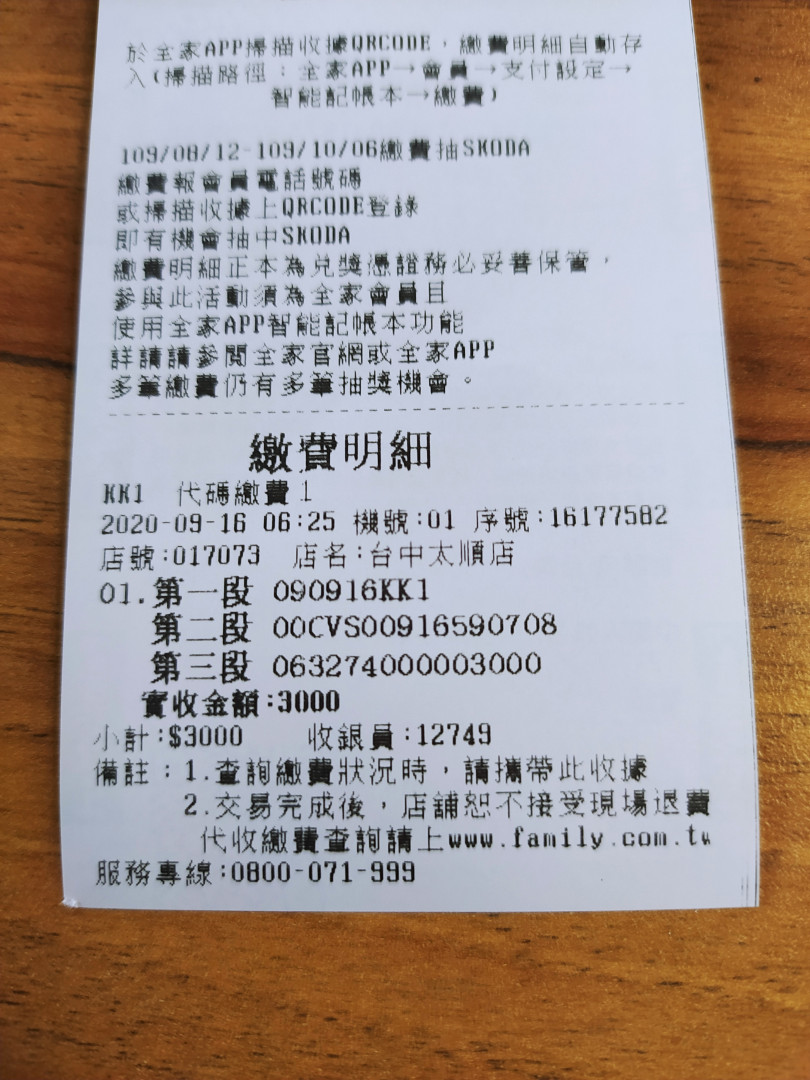 於全家APP掃描收據QRCODE，繳費明細自動存
入(掃描路徑：全家APP→會員→支付設定→
智能記帳本→繳費)
109/08/12-109/10/06繳費抽SKODA
繳費報會員電話號碼
或掃描收據上QRCODE登錄
即有機會抽中SKODA
繳費明細正本為兌獎憑證務必妥善保管，
參與此活動須為全家會員且
使用全家APP智能記帳本功能
詳請請參閱全家官網或全家APP
多筆繳費仍有多筆抽獎機會。
繳費明細
KK1 代碼繳費1
2020-09-16 06:25 機號:01 序號:16177582
店號:017073 店名:台中太順店
01.第一段 090916KK1
第二段 00CVS00916590708
第三段 063274000003000
實收金額:3000
小計:$3000 收銀員:12749
備註：1.查詢繳費狀況時，請攜帶此收據
2.交易完成後，店舖恕不接受現場退費
代收繳費查詢請上www.family.com.tw
服務專線:0800-071-999